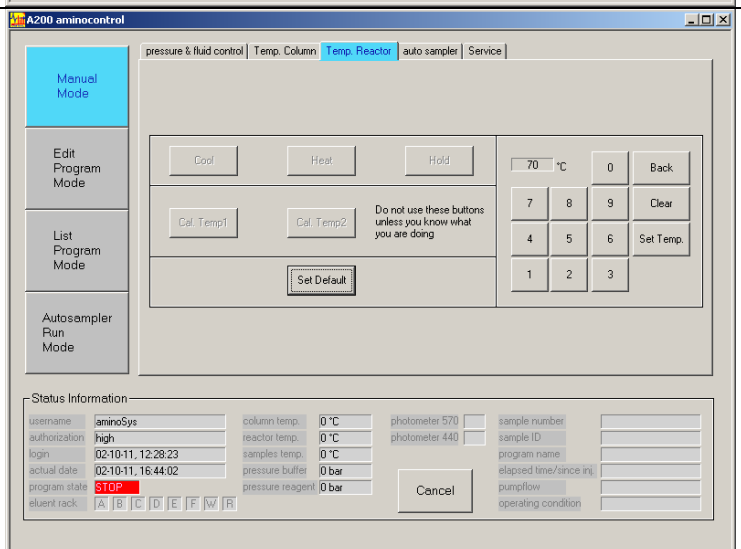 A200 aminocontrol
pressure & fluid control Temp. Column Temp. Reactor auto sampler Service
Manual
Mode
Edit
Program
Mode
List
Program
Mode
Autosampler
Run
Mode
Cool Heat Hold
Cal. Temp1 Cal. Temp2 Do not use these buttons
unless you know what
you are doing
Set Default
70 °C 0 Back
7 8 9 Clear
4 5 6 Set Temp.
1 2 3
Status Information
username aminoSys column temp. 0 °C photometer 570 sample number
authorization high reactor temp. 0 °C photometer 440 sample ID
login 02-10-11, 12:28:23 samples temp. 0 °C program name
actual date 02-10-11, 16:44:02 pressure buffer 0 bar elapsed time/since inj.
program state STOP pressure reagent 0 bar Cancel pumpflow
eluent rack A B C D E F W R operating condition